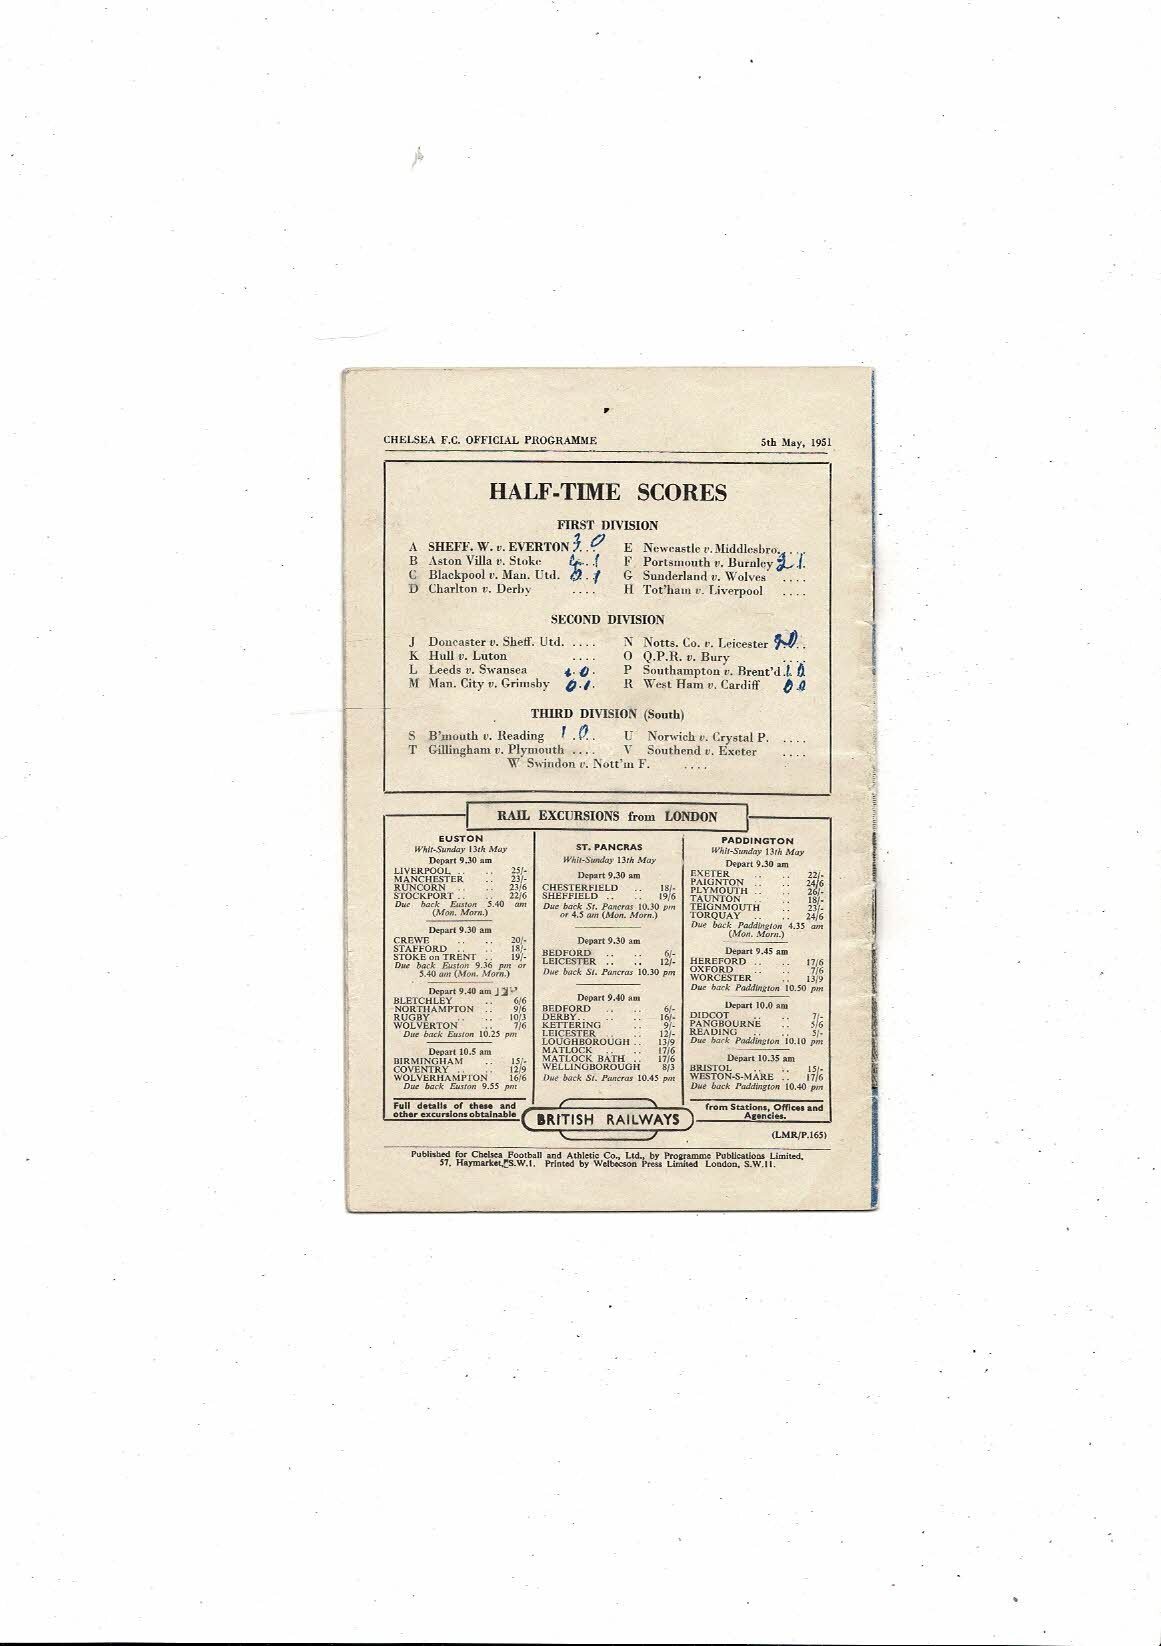 CHELSEA F.C. OFFICIAL PROGRAMME 5th May, 1951
HALF-TIME SCORES
FIRST DIVISION
A SHEFF. W. v. EVERTON 3 0
B Aston Villa v. Stoke 1
C Blackpool v. Man. Utd. 0 . 1
D Charlton v. Derby ....
E Newcastle v. Middlesbro. ...
F Portsmouth v. Burnley 2 1.
G Sunderland v. Wolves ....
H Tot'ham v. Liverpool ....
SECOND DIVISION
J Doncaster v. Sheff. Utd. ....
K Hull v. Luton ....
L Leeds v. Swansea 1. 0.
M Man. City v. Grimsby 0.1.
N Notts. Co. v. Leicester
O Q.P.R. v. Bury ....
P Southampton v. Brent'd. 1 0
R West Ham v. Cardiff 0 0
THIRD DIVISION (South)
S B'mouth v. Reading 1 . 0..
T Gillingham v. Plymouth ....
U Norwich v. Crystal P. ....
V Southend v. Exeter ....
W Swindon v. Nott'm F. ....
RAIL EXCURSIONS from LONDON
EUSTON
Whit-Sunday 13th May
Depart 9.30 am
LIVERPOOL .. .. 25/-
MANCHESTER .. 23/-
RUNCORN .. .. 23/6
STOCKPORT .. .. 22/6
Due back Euston 5.40 am
(Mon. Morn.)
Depart 9.30 am
CREWE .. .. 20/-
STAFFORD .. .. 18/-
STOKE on TRENT .. 19/-
Due back Euston 9.36 pm or
5.40 am (Mon. Morn.)
Depart 9.40 am
BLETCHLEY .. 6/6
NORTHAMPTON .. 9/6
RUGBY .. .. 10/3
WOLVERTON .. 7/6
Due back Euston 10.25 pm
Depart 10.5 am
BIRMINGHAM .. 15/-
COVENTRY .. .. 12/9
WOLVERHAMPTON 16/6
Due back Euston 9.55 pm
Full details of these and
other excursions obtainable
ST. PANCRAS
Whit-Sunday 13th May
Depart 9.30 am
CHESTERFIELD .. 18/-
SHEFFIELD .. .. 19/6
Due back St. Pancras 10.30 pm
or 4.5 am (Mon. Morn.)
Depart 9.30 am
BEDFORD .. .. 6/-
LEICESTER .. .. 12/-
Due back St. Pancras 10.30 pm
Depart 9.40 am
BEDFORD .. .. 6/-
DERBY.. .. .. 16/-
KETTERING .. 9/-
LEICESTER .. .. 12/-
LOUGHBOROUGH .. 13/9
MATLOCK .. .. 17/6
MATLOCK BATH .. 17/6
WELLINGBOROUGH 8/3
Due back St. Pancras 10.45 pm
BRITISH RAILWAYS
PADDINGTON
Whit-Sunday 13th May
Depart 9.30 am
EXETER .. .. 22/-
PAIGNTON .. .. 24/6
PLYMOUTH .. .. 26/-
TAUNTON .. .. 18/-
TEIGNMOUTH .. 23/-
TORQUAY .. .. 24/6
Due back Paddington 4.35 am
(Mon. Morn.)
Depart 9.45 am
HEREFORD .. .. 17/6
OXFORD .. .. 7/6
WORCESTER .. 13/9
Due back Paddington 10.50 pm
Depart 10.0 am
DIDCOT .. .. 7/-
PANGBOURNE .. 5/6
READING .. .. 5/-
Due back Paddington 10.10 pm
Depart 10.35 am
BRISTOL .. .. 15/-
WESTON-S-MARE .. 17/6
Due back Paddington 10.40 pm
from Stations, Offices and
Agencies.
(LMR/P.165)
Published for Chelsea Football and Athletic Co., Ltd., by Programme Publications Limited,
57, Haymarket, S.W.1. Printed by Welbecson Press Limited London, S.W.11.